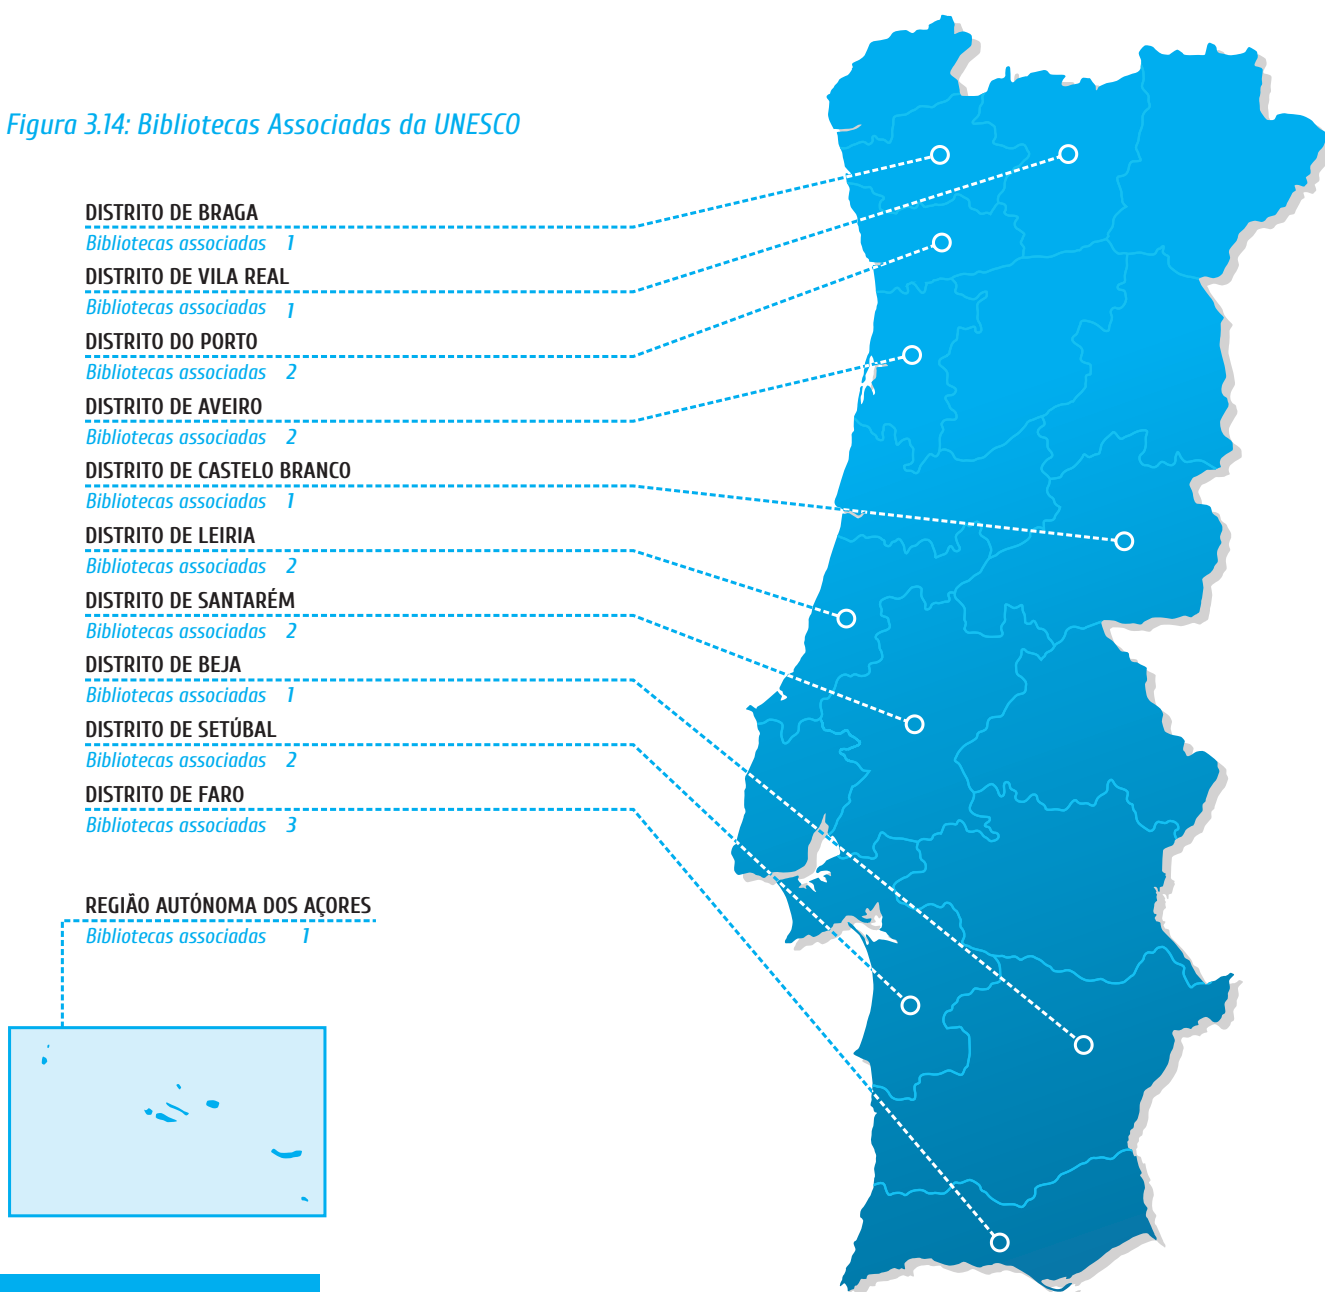 Figura 3.14: Bibliotecas Associadas da UNESCO
DISTRITO DE BRAGA
Bibliotecas associadas 1
DISTRITO DE VILA REAL
Bibliotecas associadas 1
DISTRITO DO PORTO
Bibliotecas associadas 2
DISTRITO DE AVEIRO
Bibliotecas associadas 2
DISTRITO DE CASTELO BRANCO
Bibliotecas associadas 1
DISTRITO DE LEIRIA
Bibliotecas associadas 2
DISTRITO DE SANTARÉM
Bibliotecas associadas 2
DISTRITO DE BEJA
Bibliotecas associadas 1
DISTRITO DE SETÚBAL
Bibliotecas associadas 2
DISTRITO DE FARO
Bibliotecas associadas 3
REGIÃO AUTÓNOMA DOS AÇORES
Bibliotecas associadas 1